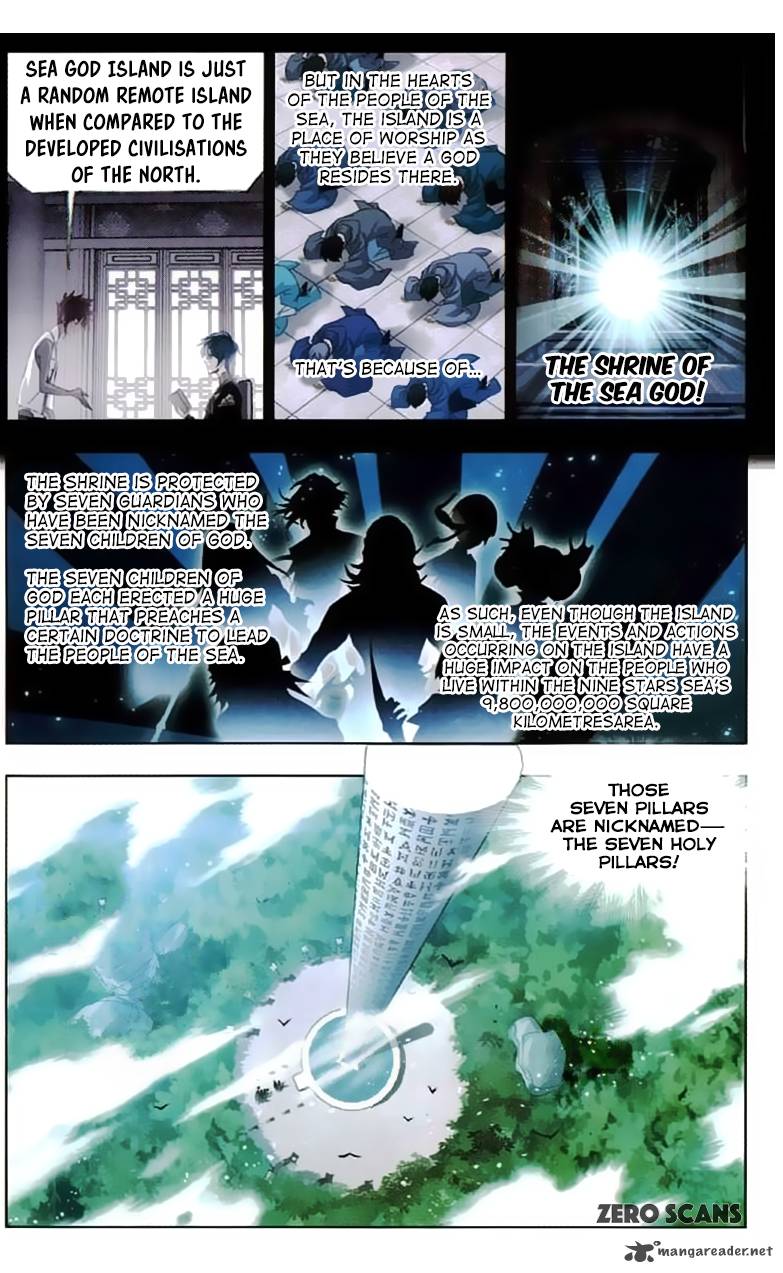 SEA GOD ISLAND IS JUST
A RANDOM REMOTE ISLAND
WHEN COMPARED TO THE
DEVELOPED CIVILISATIONS
OF THE NORTH.
BUT IN THE HEARTS
OF THE PEOPLE OF THE
SEA, THE ISLAND IS A
PLACE OF WORSHIP AS
THEY BELIEVE A GOD
RESIDES THERE.
THAT'S BECAUSE OF...
THE SHRINE OF
THE SEA GOD!
THE SHRINE IS PROTECTED
BY SEVEN GUARDIANS WHO
HAVE BEEN NICKNAMED THE
SEVEN CHILDREN OF GOD.
THE SEVEN CHILDREN OF
GOD EACH ERECTED A HUGE
PILLAR THAT PREACHES A
CERTAIN DOCTRINE TO LEAD
THE PEOPLE OF THE SEA.
AS SUCH, EVEN THOUGH THE ISLAND
IS SMALL, THE EVENTS AND ACTIONS
OCCURRING ON THE ISLAND HAVE A
HUGE IMPACT ON THE PEOPLE WHO
LIVE WITHIN THE NINE STARS SEA'S
9,800,000,000 SQUARE
KILOMETRESAREA.
THOSE
SEVEN PILLARS
ARE NICKNAMED—
THE SEVEN HOLY
PILLARS!
ZERO SCANS
mangareader.net